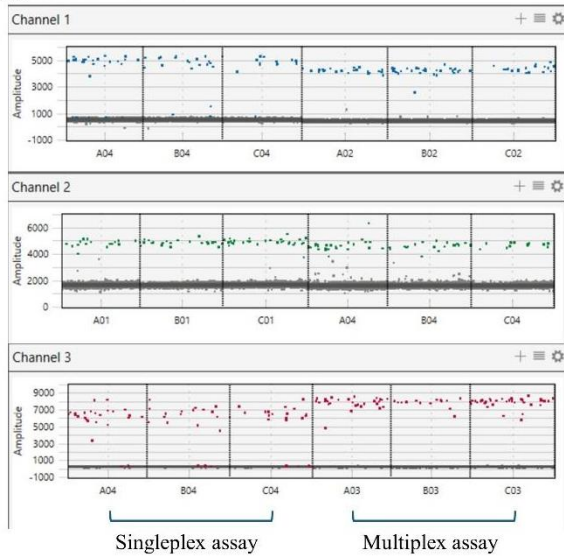 Channel 1
Amplitude
5000
3000
1000
-1000
A04 B04 C04 A02 B02 C02
Channel 2
Amplitude
6000
4000
2000
0
A01 B01 C01 A04 B04 C04
Channel 3
Amplitude
9000
7000
5000
3000
1000
-1000
A04 B04 C04 A03 B03 C03
Singleplex assay Multiplex assay